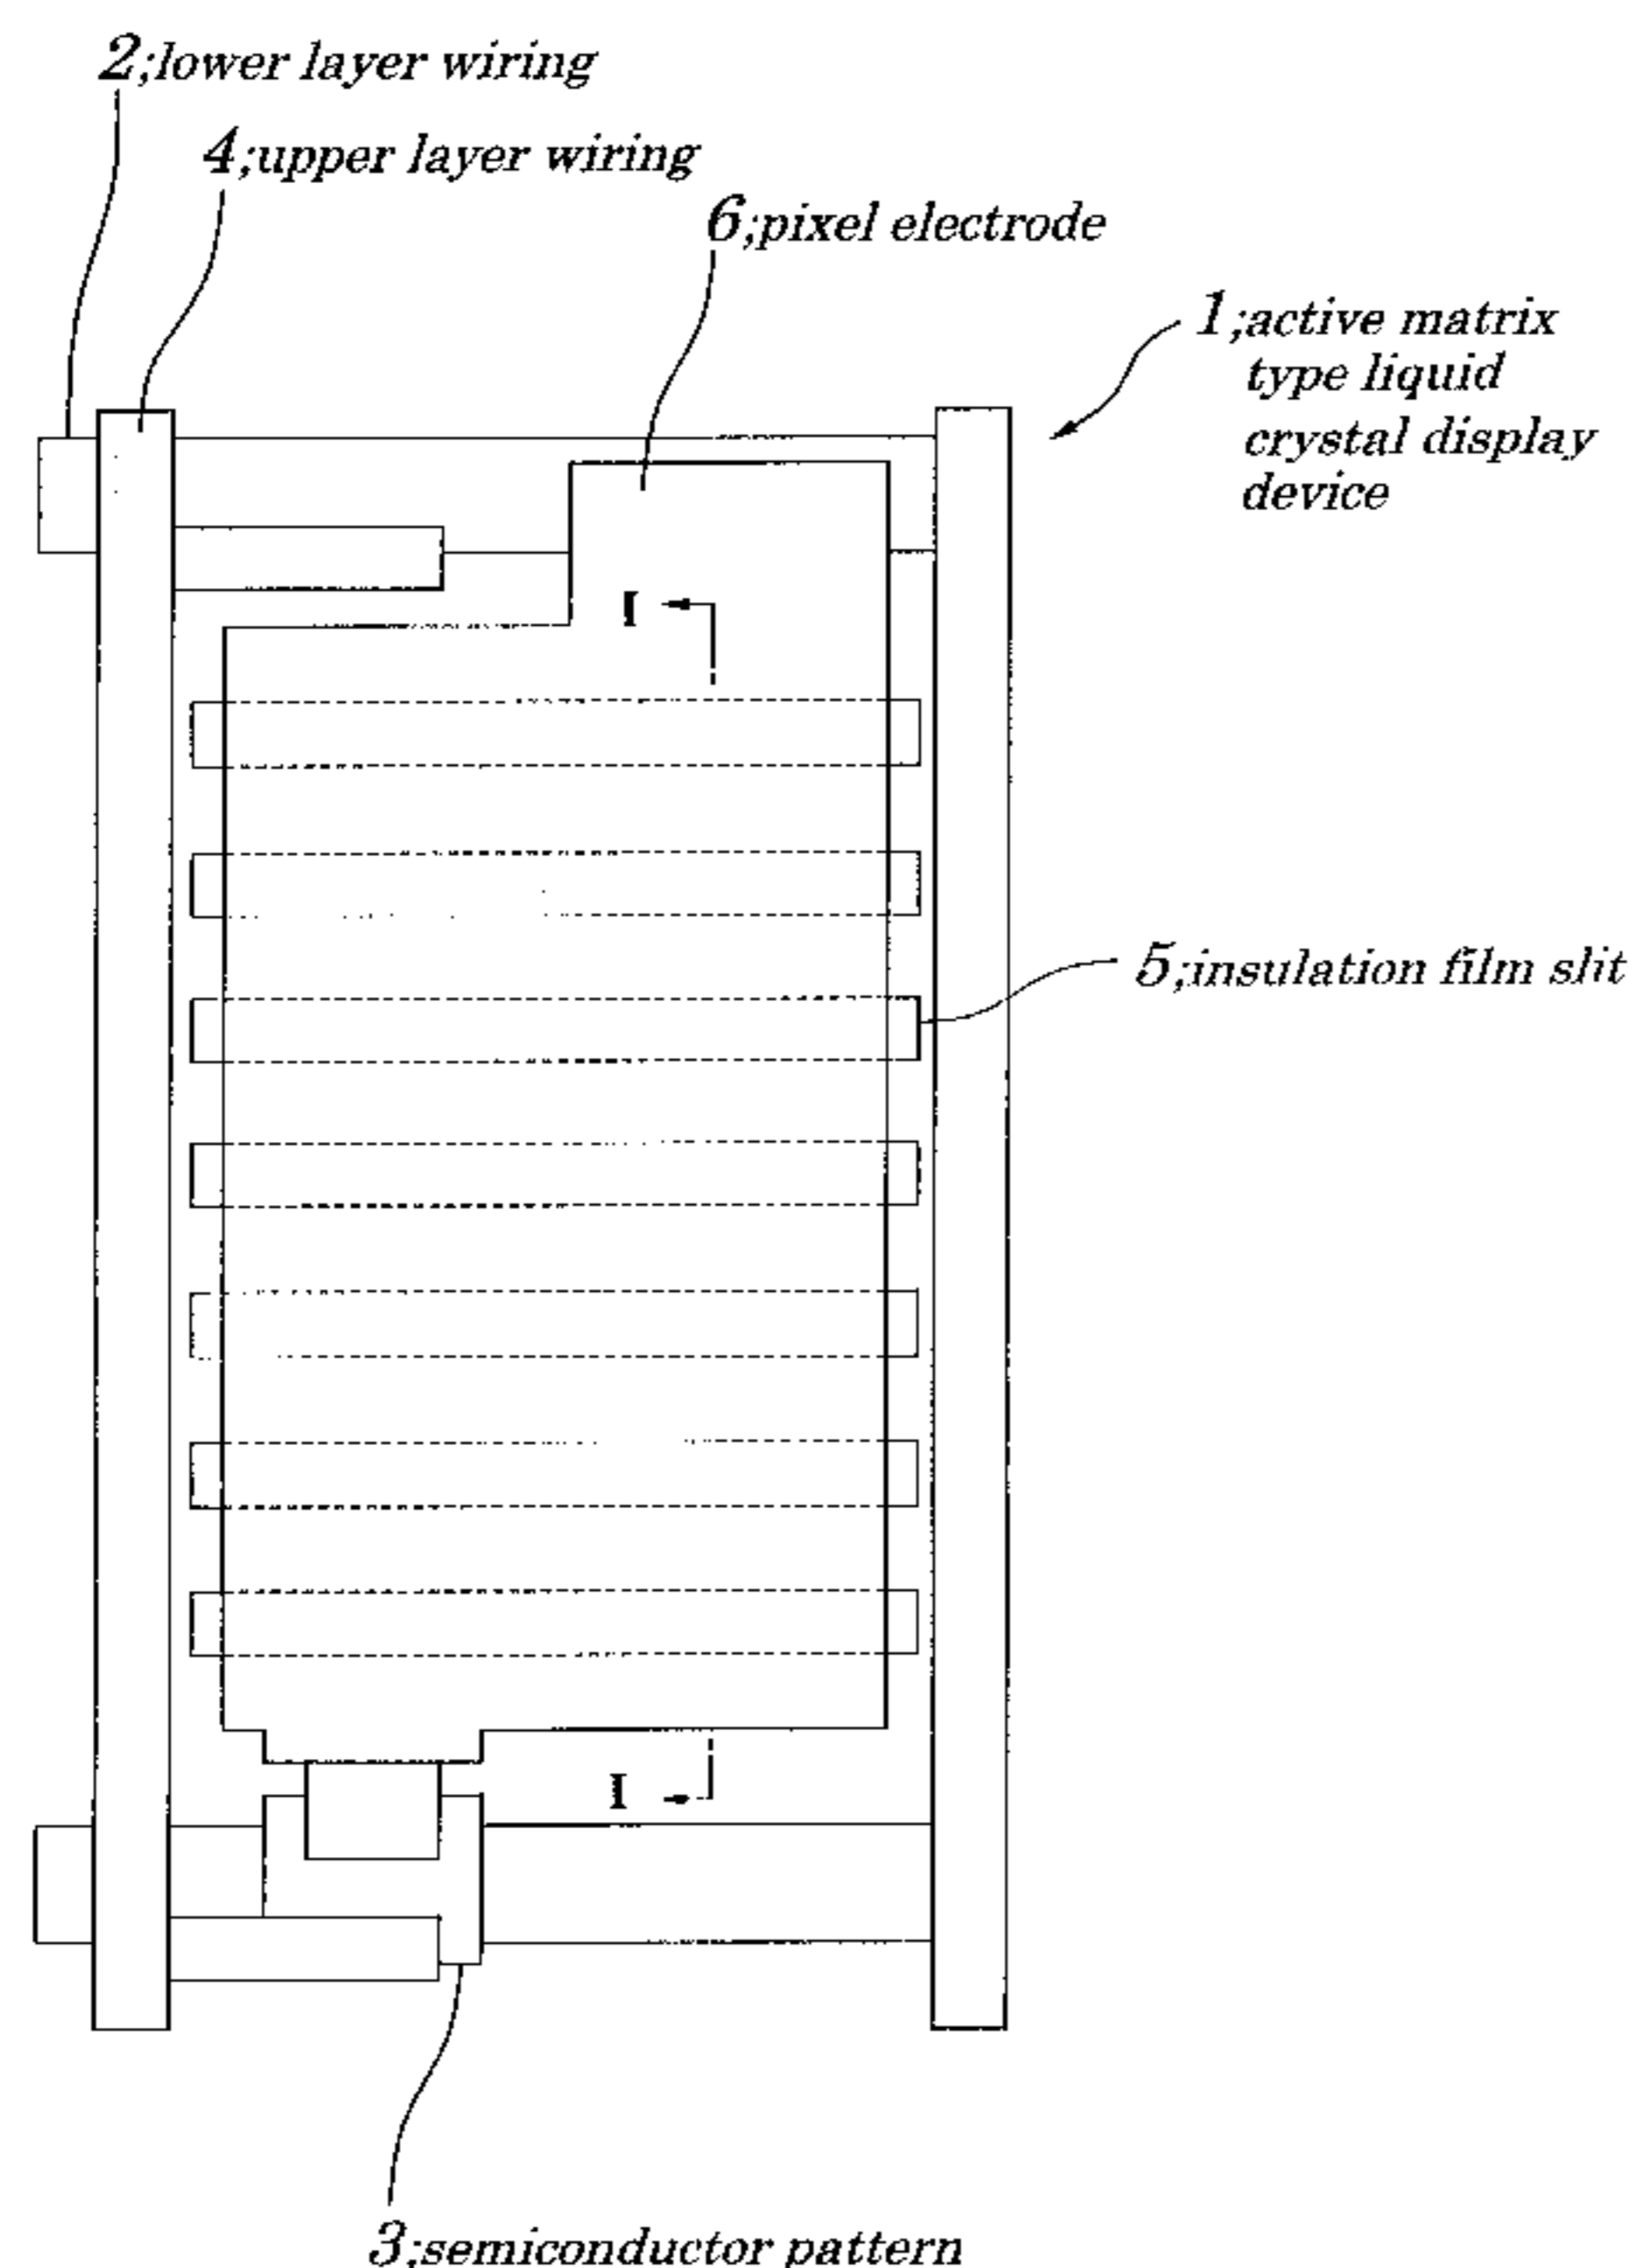 2;lower layer wiring
4;upper layer wiring
6;pixel electrode
1;active matrix
type liquid
crystal display
device
I
5;insulation film slit
I
3;semiconductor pattern